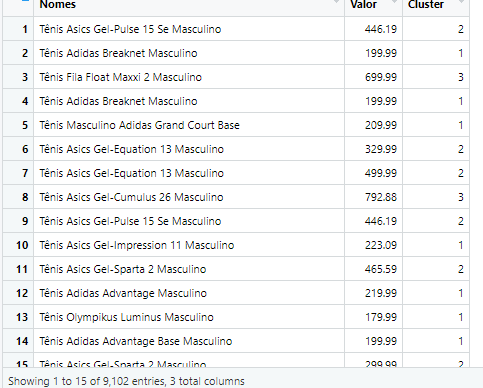 Nomes Valor Cluster
1 Tênis Asics Gel-Pulse 15 Se Masculino 446.19 2
2 Tênis Adidas Breaknet Masculino 199.99 1
3 Tênis Fila Float Maxxi 2 Masculino 699.99 3
4 Tênis Adidas Breaknet Masculino 199.99 1
5 Tênis Masculino Adidas Grand Court Base 209.99 1
6 Tênis Asics Gel-Equation 13 Masculino 329.99 2
7 Tênis Asics Gel-Equation 13 Masculino 499.99 2
8 Tênis Asics Gel-Cumulus 26 Masculino 792.88 3
9 Tênis Asics Gel-Pulse 15 Se Masculino 446.19 2
10 Tênis Asics Gel-Impression 11 Masculino 223.09 1
11 Tênis Asics Gel-Sparta 2 Masculino 465.59 2
12 Tênis Adidas Advantage Masculino 219.99 1
13 Tênis Olympikus Luminus Masculino 179.99 1
14 Tênis Adidas Advantage Base Masculino 199.99 1
15 Tênis Asics Gel-Sparta 2 Masculino 299.99 2
Showing 1 to 15 of 9,102 entries, 3 total columns